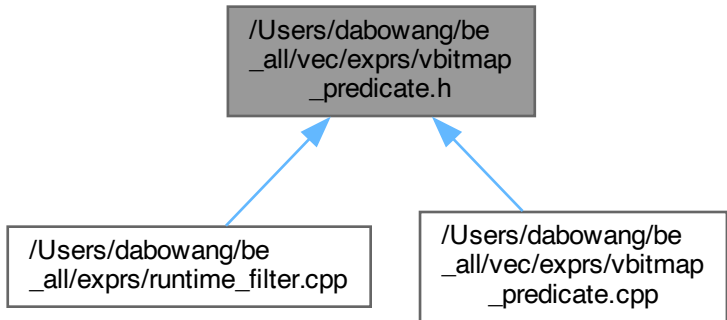 /Users/dabowang/be
_all/vec/exprs/vbitmap
_predicate.h
/Users/dabowang/be
_all/exprs/runtime_filter.cpp
/Users/dabowang/be
_all/vec/exprs/vbitmap
_predicate.cpp